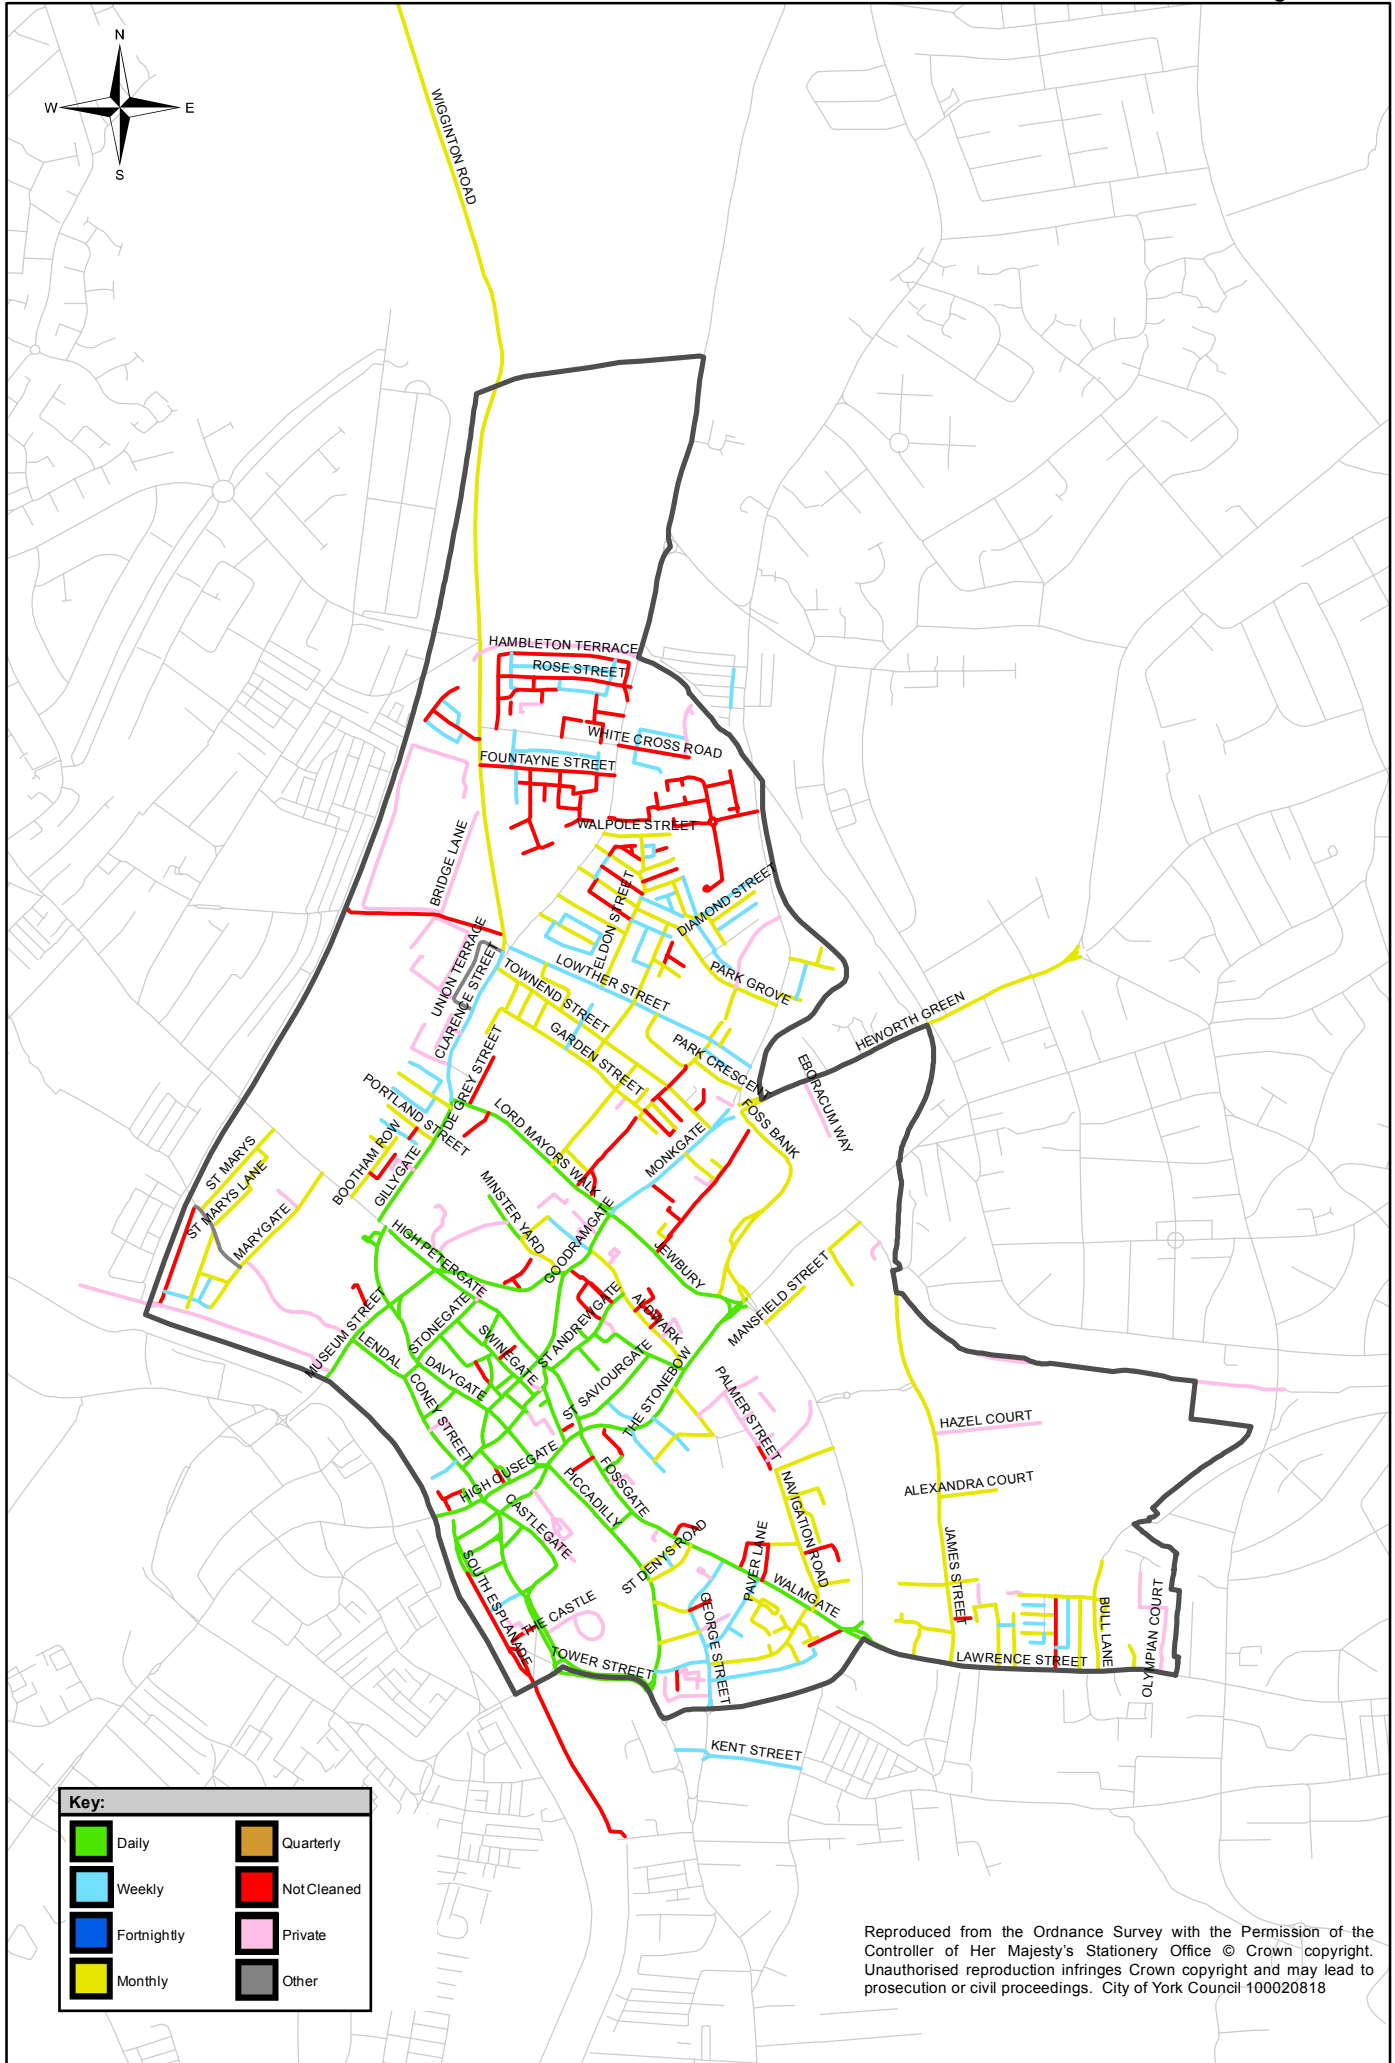 N
W
E
S
WIGGINTON ROAD
HAMBLETON TERRACE
ROSE STREET
WHITE CROSS ROAD
FOUNTAYNE STREET
WALPOLE STREET
BRIDGE LANE
ELDON STREET
DIAMOND STREET
UNION TERRACE
CLARENCE STREET
LOWTHER STREET
TOWNEND STREET
PARK GROVE
GARDEN STREET
HEWORTH GREEN
DE GREY STREET
PARK CRESCENT
EBORACUM WAY
PORTLAND STREET
LORD MAYORS WALK
FOSS BANK
BOOTHAM ROW
GILLYGATE
MONKGATE
ST MARYS
ST MARYS LANE
MARYGATE
MINSTER YARD
HIGH PETERGATE
GOODRAMGATE
JEWBURY
MANSFIELD STREET
MUSEUM STREET
STONEGATE
LENDAL
DAVYGATE
SWINEGATE
ST ANDREWGATE
ALDWARK
CONEY STREET
ST SAVIOURGATE
THE STONEBOW
PALMER STREET
HAZEL COURT
HIGH OUSEGATE
PICCADILLY
FOSSGATE
NAVIGATION ROAD
ALEXANDRA COURT
CASTLEGATE
ST DENYS ROAD
PAVER LANE
WALMGATE
JAMES STREET
SOUTH ESPLANADE
THE CASTLE
GEORGE STREET
BULL LANE
OLYMPIAN COURT
TOWER STREET
LAWRENCE STREET
KENT STREET
Key:
Daily
Quarterly
Weekly
Not Cleaned
Fortnightly
Private
Monthly
Other
Reproduced from the Ordnance Survey with the Permission of the
Controller of Her Majesty's Stationery Office © Crown copyright.
Unauthorised reproduction infringes Crown copyright and may lead to
prosecution or civil proceedings. City of York Council 100020818